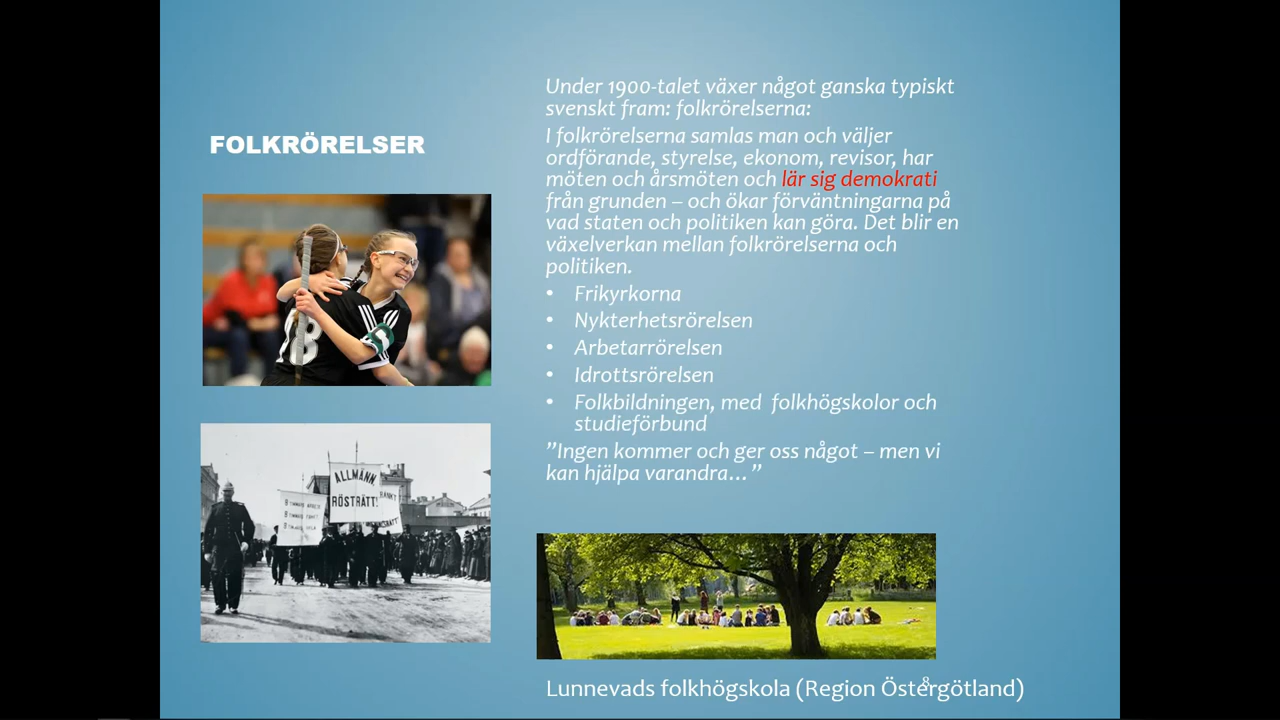 FOLKRÖRELSER
Under 1900-talet växer något ganska typiskt
svenskt fram: folkrörelserna:
I folkrörelserna samlas man och väljer
ordförande, styrelse, ekonom, revisor, har
möten och årsmöten och lär sig demokrati
från grunden – och ökar förväntningarna på
vad staten och politiken kan göra. Det blir en
växelverkan mellan folkrörelserna och
politiken.
• Frikyrkorna
• Nykterhetsrörelsen
• Arbetarrörelsen
• Idrottsrörelsen
• Folkbildningen, med folkhögskolor och
studieförbund
”Ingen kommer och ger oss något – men vi
kan hjälpa varandra…”
18
ALLMÄNN
RÖSTRÄTT!
8
Lunnevads folkhögskola (Region Östergötland)